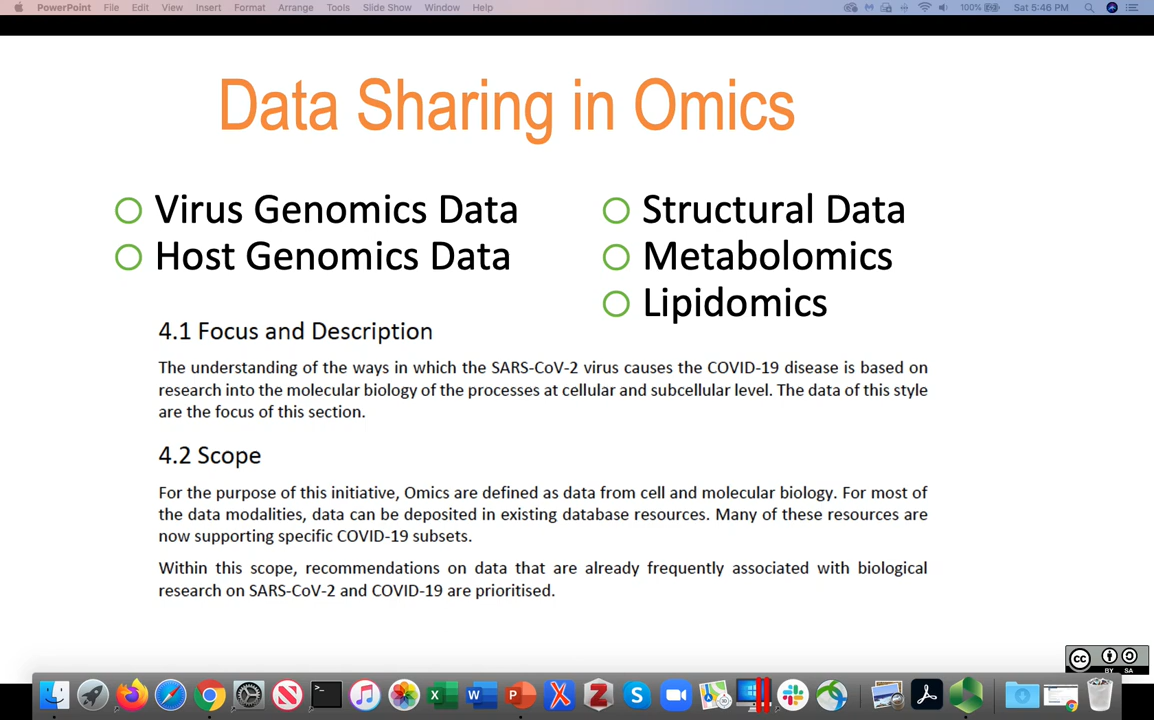 PowerPoint File Edit View Insert Format Arrange Tools Slide Show Window Help 100% Sat 5:46 PM
Data Sharing in Omics
Virus Genomics Data
Host Genomics Data
Structural Data
Metabolomics
Lipidomics
4.1 Focus and Description
The understanding of the ways in which the SARS-CoV-2 virus causes the COVID-19 disease is based on
research into the molecular biology of the processes at cellular and subcellular level. The data of this style
are the focus of this section.
4.2 Scope
For the purpose of this initiative, Omics are defined as data from cell and molecular biology. For most of
the data modalities, data can be deposited in existing database resources. Many of these resources are
now supporting specific COVID-19 subsets.
Within this scope, recommendations on data that are already frequently associated with biological
research on SARS-CoV-2 and COVID-19 are prioritised.
cc BY SA